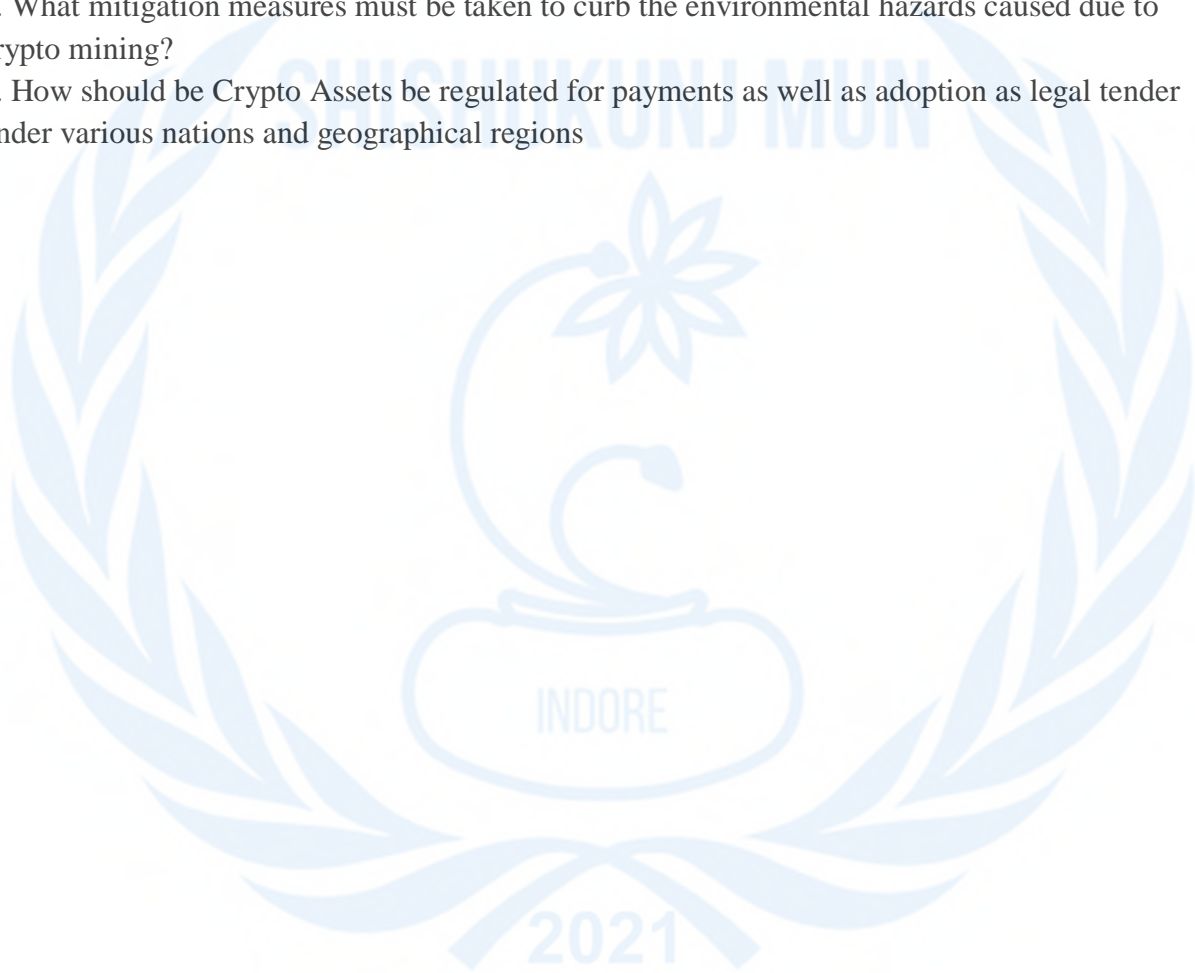 . What mitigation measures must be taken to curb the environmental hazards caused due to
rypto mining?
. How should be Crypto Assets be regulated for payments as well as adoption as legal tender
nder various nations and geographical regions
SHISHUKUNJ MUN
INDORE
2021